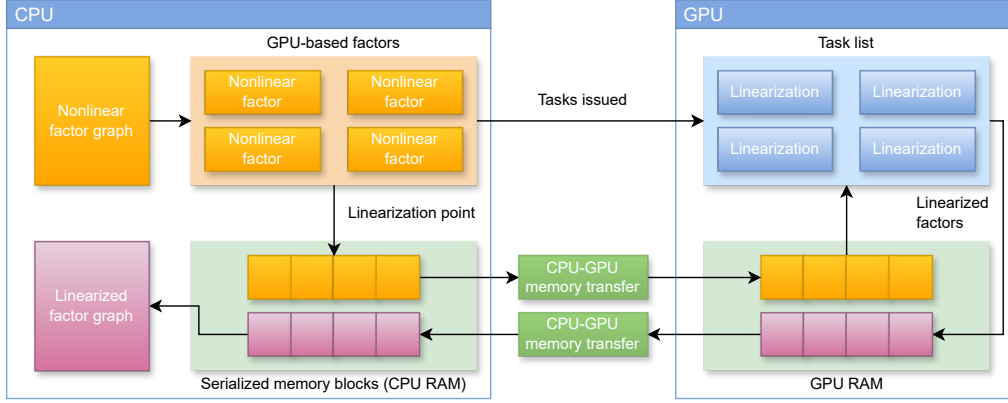 CPU
GPU
GPU-based factors
Task list
Nonlinear
factor graph
Nonlinear
factor
Nonlinear
factor
Nonlinear
factor
Nonlinear
factor
Tasks issued
Linearization
Linearization
Linearization
Linearization
Linearization point
Linearized
factors
Linearized
factor graph
CPU-GPU
memory transfer
CPU-GPU
memory transfer
Serialized memory blocks (CPU RAM)
GPU RAM